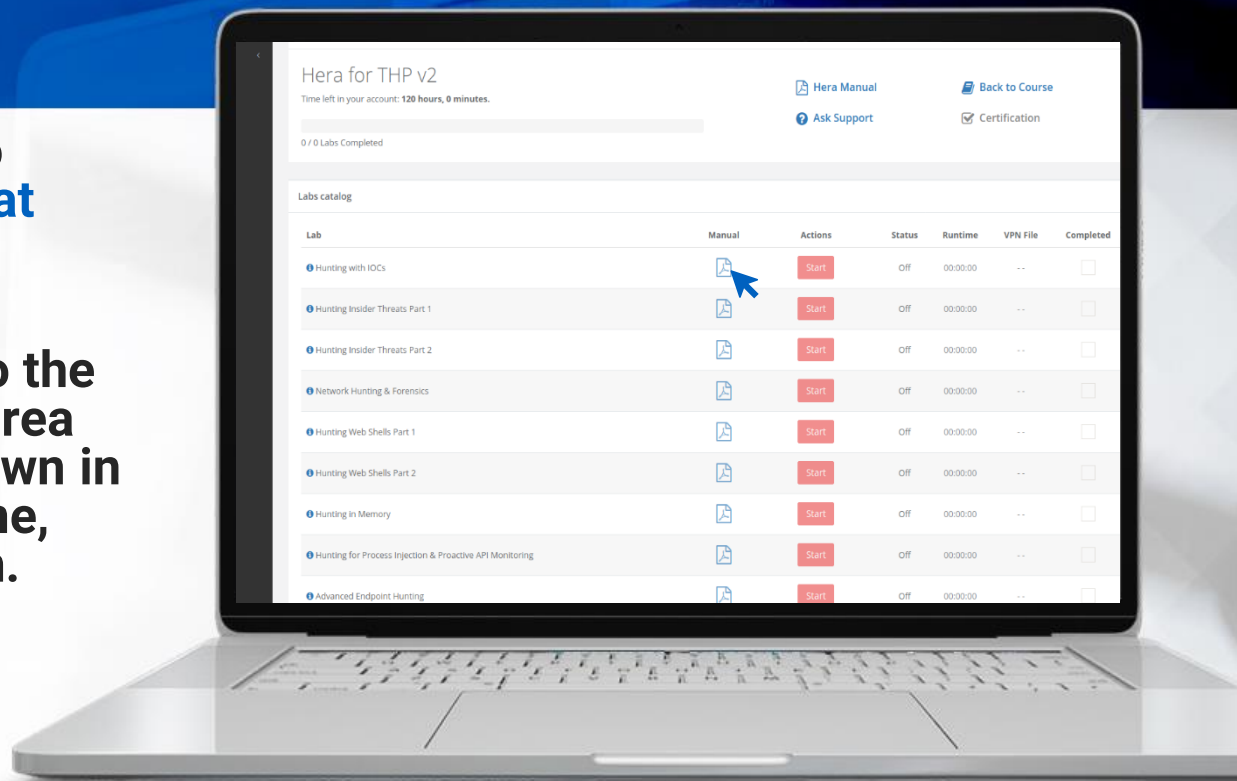 at
o the
rea
wn in
ne,
n.
Hera for THP v2
Time left in your account: 120 hours, 0 minutes.
0 / 0 Labs Completed
Hera Manual
Back to Course
Ask Support
Certification
Labs catalog
Lab Manual Actions Status Runtime VPN File Completed
Hunting with IOCs Start Off 00:00:00 - -
Hunting Insider Threats Part 1 Start Off 00:00:00 - -
Hunting Insider Threats Part 2 Start Off 00:00:00 - -
Network Hunting & Forensics Start Off 00:00:00 - -
Hunting Web Shells Part 1 Start Off 00:00:00 - -
Hunting Web Shells Part 2 Start Off 00:00:00 - -
Hunting in Memory Start Off 00:00:00 - -
Hunting for Process Injection & Proactive API Monitoring Start Off 00:00:00 - -
Advanced Endpoint Hunting Start Off 00:00:00 - -